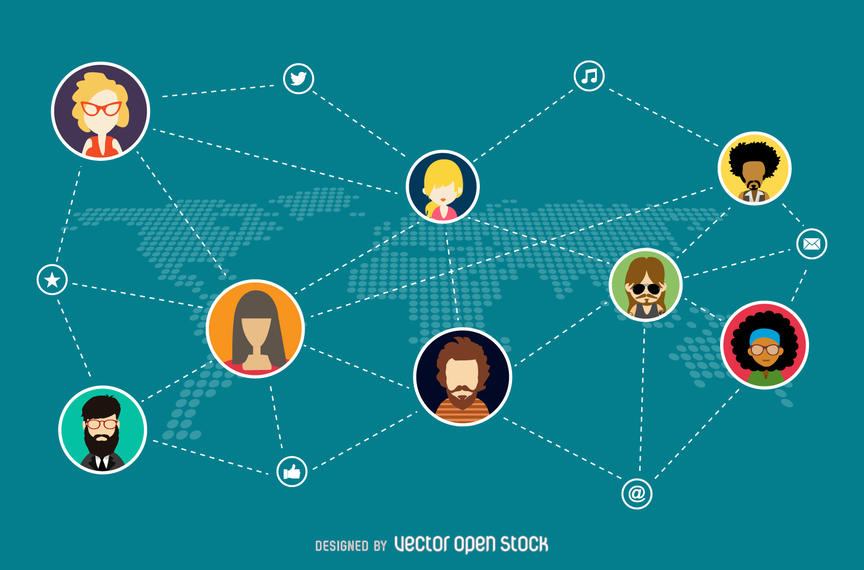 @
DESIGNED BY vector open stock